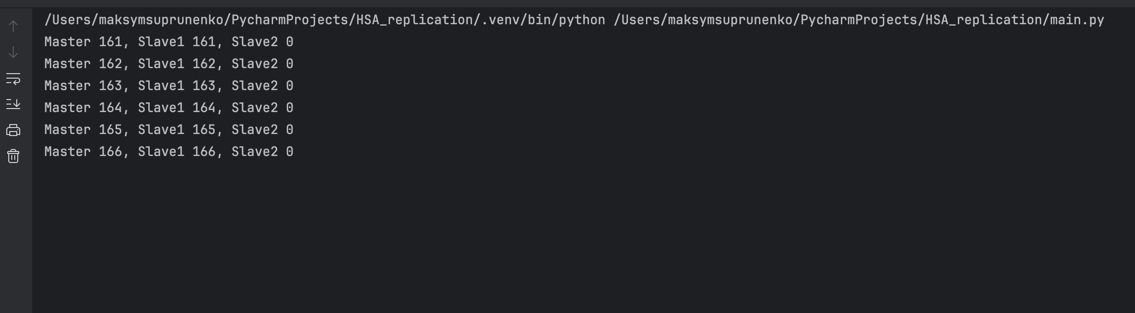 /Users/maksymsuprunenko/PycharmProjects/HSA_replication/.venv/bin/python /Users/maksymsuprunenko/PycharmProjects/HSA_replication/main.py
Master 161, Slave1 161, Slave2 0
Master 162, Slave1 162, Slave2 0
Master 163, Slave1 163, Slave2 0
Master 164, Slave1 164, Slave2 0
Master 165, Slave1 165, Slave2 0
Master 166, Slave1 166, Slave2 0